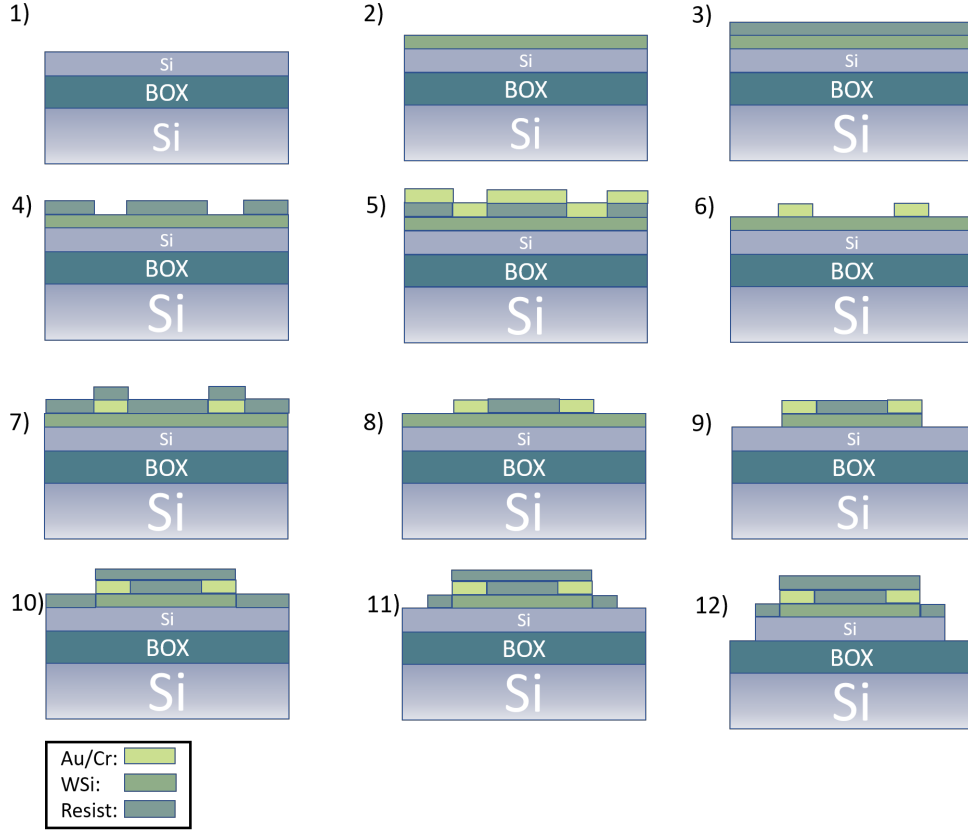 1)
Si
BOX
Si
2)
BOX
Si
3)
Si
BOX
Si
4)
Si
BOX
Si
5)
Si
BOX
Si
6)
Si
BOX
Si
7)
Si
BOX
Si
8)
Si
BOX
Si
9)
Si
BOX
Si
10)
Si
BOX
Si
11)
Si
BOX
Si
12)
Si
BOX
Si
Au/Cr:
WSi:
Resist: